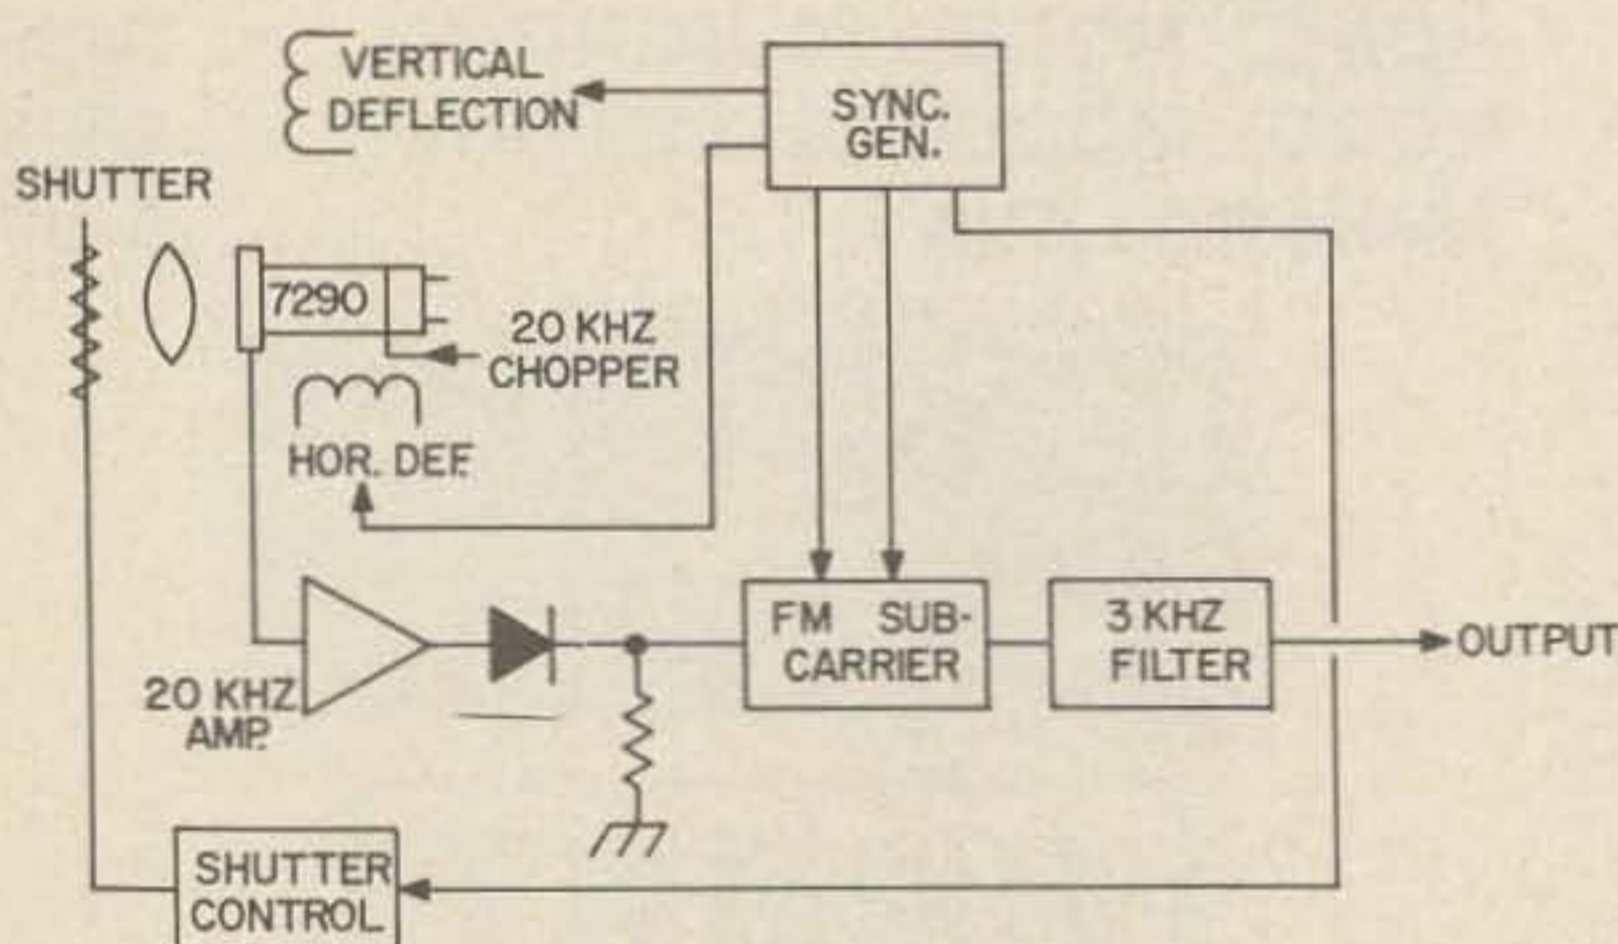 VERTICAL
DEFLECTION
SYNC.
GEN.
SHUTTER
7290
20 KHZ
CHOPPER
HOR. DEF.
FM SUB-
CARRIER
3 KHZ
FILTER
OUTPUT
20 KHZ
AMP.
SHUTTER
CONTROL